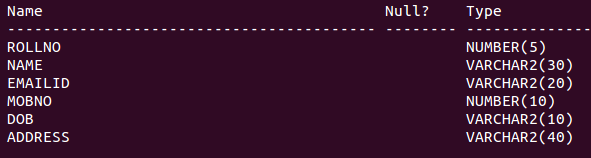 Name Null? Type
----------------------------------------- -------- ---------------
ROLLNO NUMBER(5)
NAME VARCHAR2(30)
EMAILID VARCHAR2(20)
MOBNO NUMBER(10)
DOB VARCHAR2(10)
ADDRESS VARCHAR2(40)